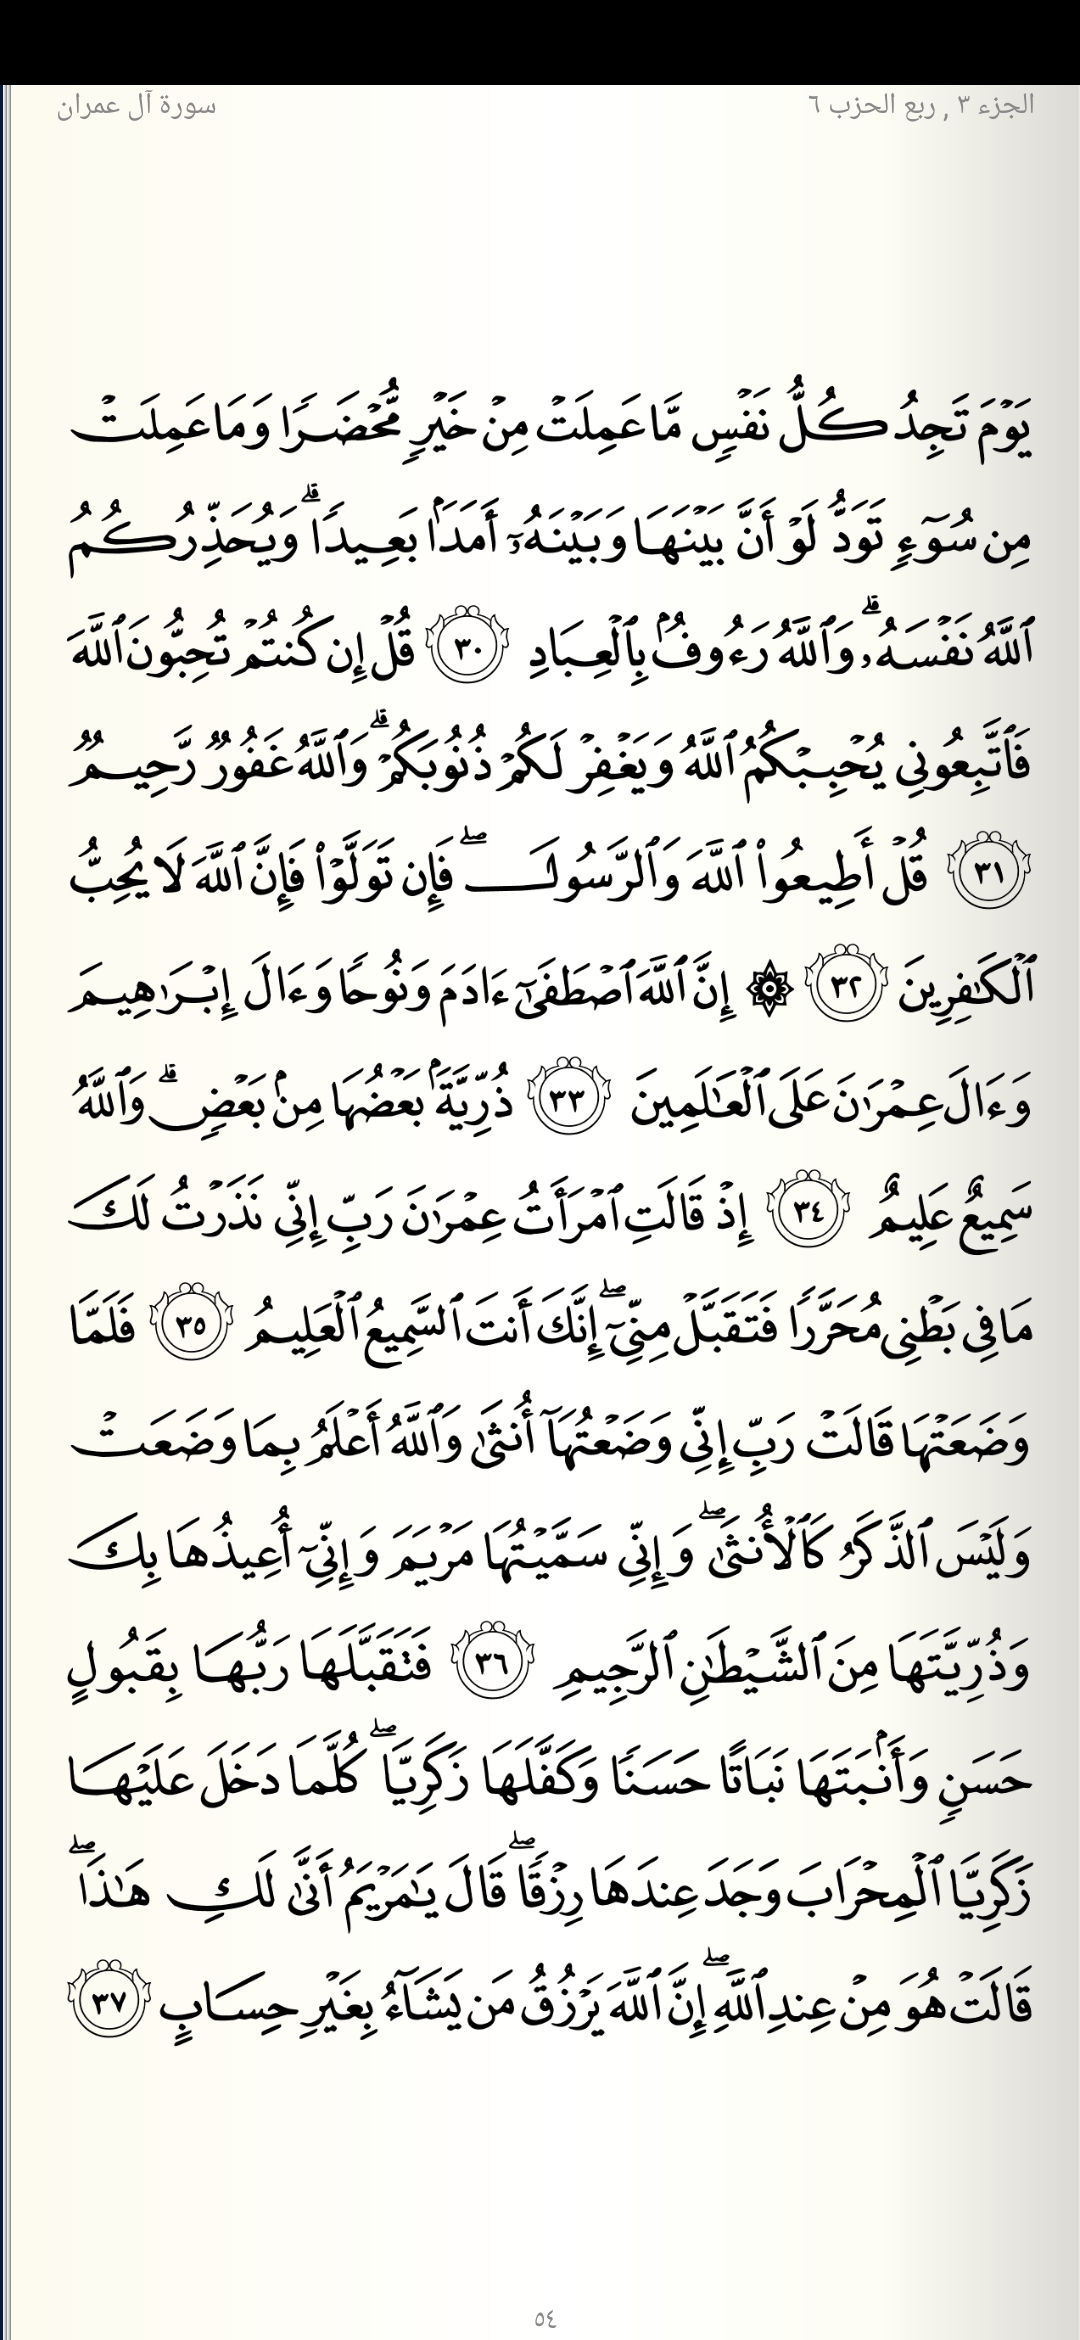 الجزء ٣ , ربع الحزب ٦
سورة آل عمران
يَوۡمَ تَجِدُ كُلُّ نَفۡسٖ مَّا عَمِلَتۡ مِنۡ خَيۡرٖ مُّحۡضَرٗا وَمَا عَمِلَتۡ
مِن سُوٓءٖ تَوَدُّ لَوۡ أَنَّ بَيۡنَهَا وَبَيۡنَهُۥٓ أَمَدَۢا بَعِيدٗاۗ وَيُحَذِّرُكُمُ
ٱللَّهُ نَفۡسَهُۥۗ وَٱللَّهُ رَءُوفُۢ بِٱلۡعِبَادِ ٣٠ قُلۡ إِن كُنتُمۡ تُحِبُّونَ ٱللَّهَ
فَٱتَّبِعُونِي يُحۡبِبۡكُمُ ٱللَّهُ وَيَغۡفِرۡ لَكُمۡ ذُنُوبَكُمۡۗ وَٱللَّهُ غَفُورٞ رَّحِيمٞ
٣١ قُلۡ أَطِيعُواْ ٱللَّهَ وَٱلرَّسُولَۖ فَإِن تَوَلَّوۡاْ فَإِنَّ ٱللَّهَ لَا يُحِبُّ
ٱلۡكَٰفِرِينَ ٣٢ ۞ إِنَّ ٱللَّهَ ٱصۡطَفَىٰٓ ءَادَمَ وَنُوحٗا وَءَالَ إِبۡرَٰهِيمَ
وَءَالَ عِمۡرَٰنَ عَلَى ٱلۡعَٰلَمِينَ ٣٣ ذُرِّيَّةَۢ بَعۡضُهَا مِنۢ بَعۡضٖۗ وَٱللَّهُ
سَمِيعٌ عَلِيمٌ ٣٤ إِذۡ قَالَتِ ٱمۡرَأَتُ عِمۡرَٰنَ رَبِّ إِنِّي نَذَرۡتُ لَكَ
مَا فِي بَطۡنِي مُحَرَّرٗا فَتَقَبَّلۡ مِنِّيٓۖ إِنَّكَ أَنتَ ٱلسَّمِيعُ ٱلۡعَلِيمُ ٣٥ فَلَمَّا
وَضَعَتۡهَا قَالَتۡ رَبِّ إِنِّي وَضَعۡتُهَآ أُنثَىٰ وَٱللَّهُ أَعۡلَمُ بِمَا وَضَعَتۡ
وَلَيۡسَ ٱلذَّكَرُ كَٱلۡأُنثَىٰۖ وَإِنِّي سَمَّيۡتُهَا مَرۡيَمَ وَإِنِّيٓ أُعِيذُهَا بِكَ
وَذُرِّيَّتَهَا مِنَ ٱلشَّيۡطَٰنِ ٱلرَّجِيمِ ٣٦ فَتَقَبَّلَهَا رَبُّهَا بِقَبُولٍ
حَسَنٖ وَأَنۢبَتَهَا نَبَاتًا حَسَنٗا وَكَفَّلَهَا زَكَرِيَّاۖ كُلَّمَا دَخَلَ عَلَيۡهَا
زَكَرِيَّا ٱلۡمِحۡرَابَ وَجَدَ عِندَهَا رِزۡقٗاۖ قَالَ يَٰمَرۡيَمُ أَنَّىٰ لَكِ هَٰذَاۖ
قَالَتۡ هُوَ مِنۡ عِندِ ٱللَّهِۖ إِنَّ ٱللَّهَ يَرۡزُقُ مَن يَشَآءُ بِغَيۡرِ حِسَابٍ ٣٧
٥٤